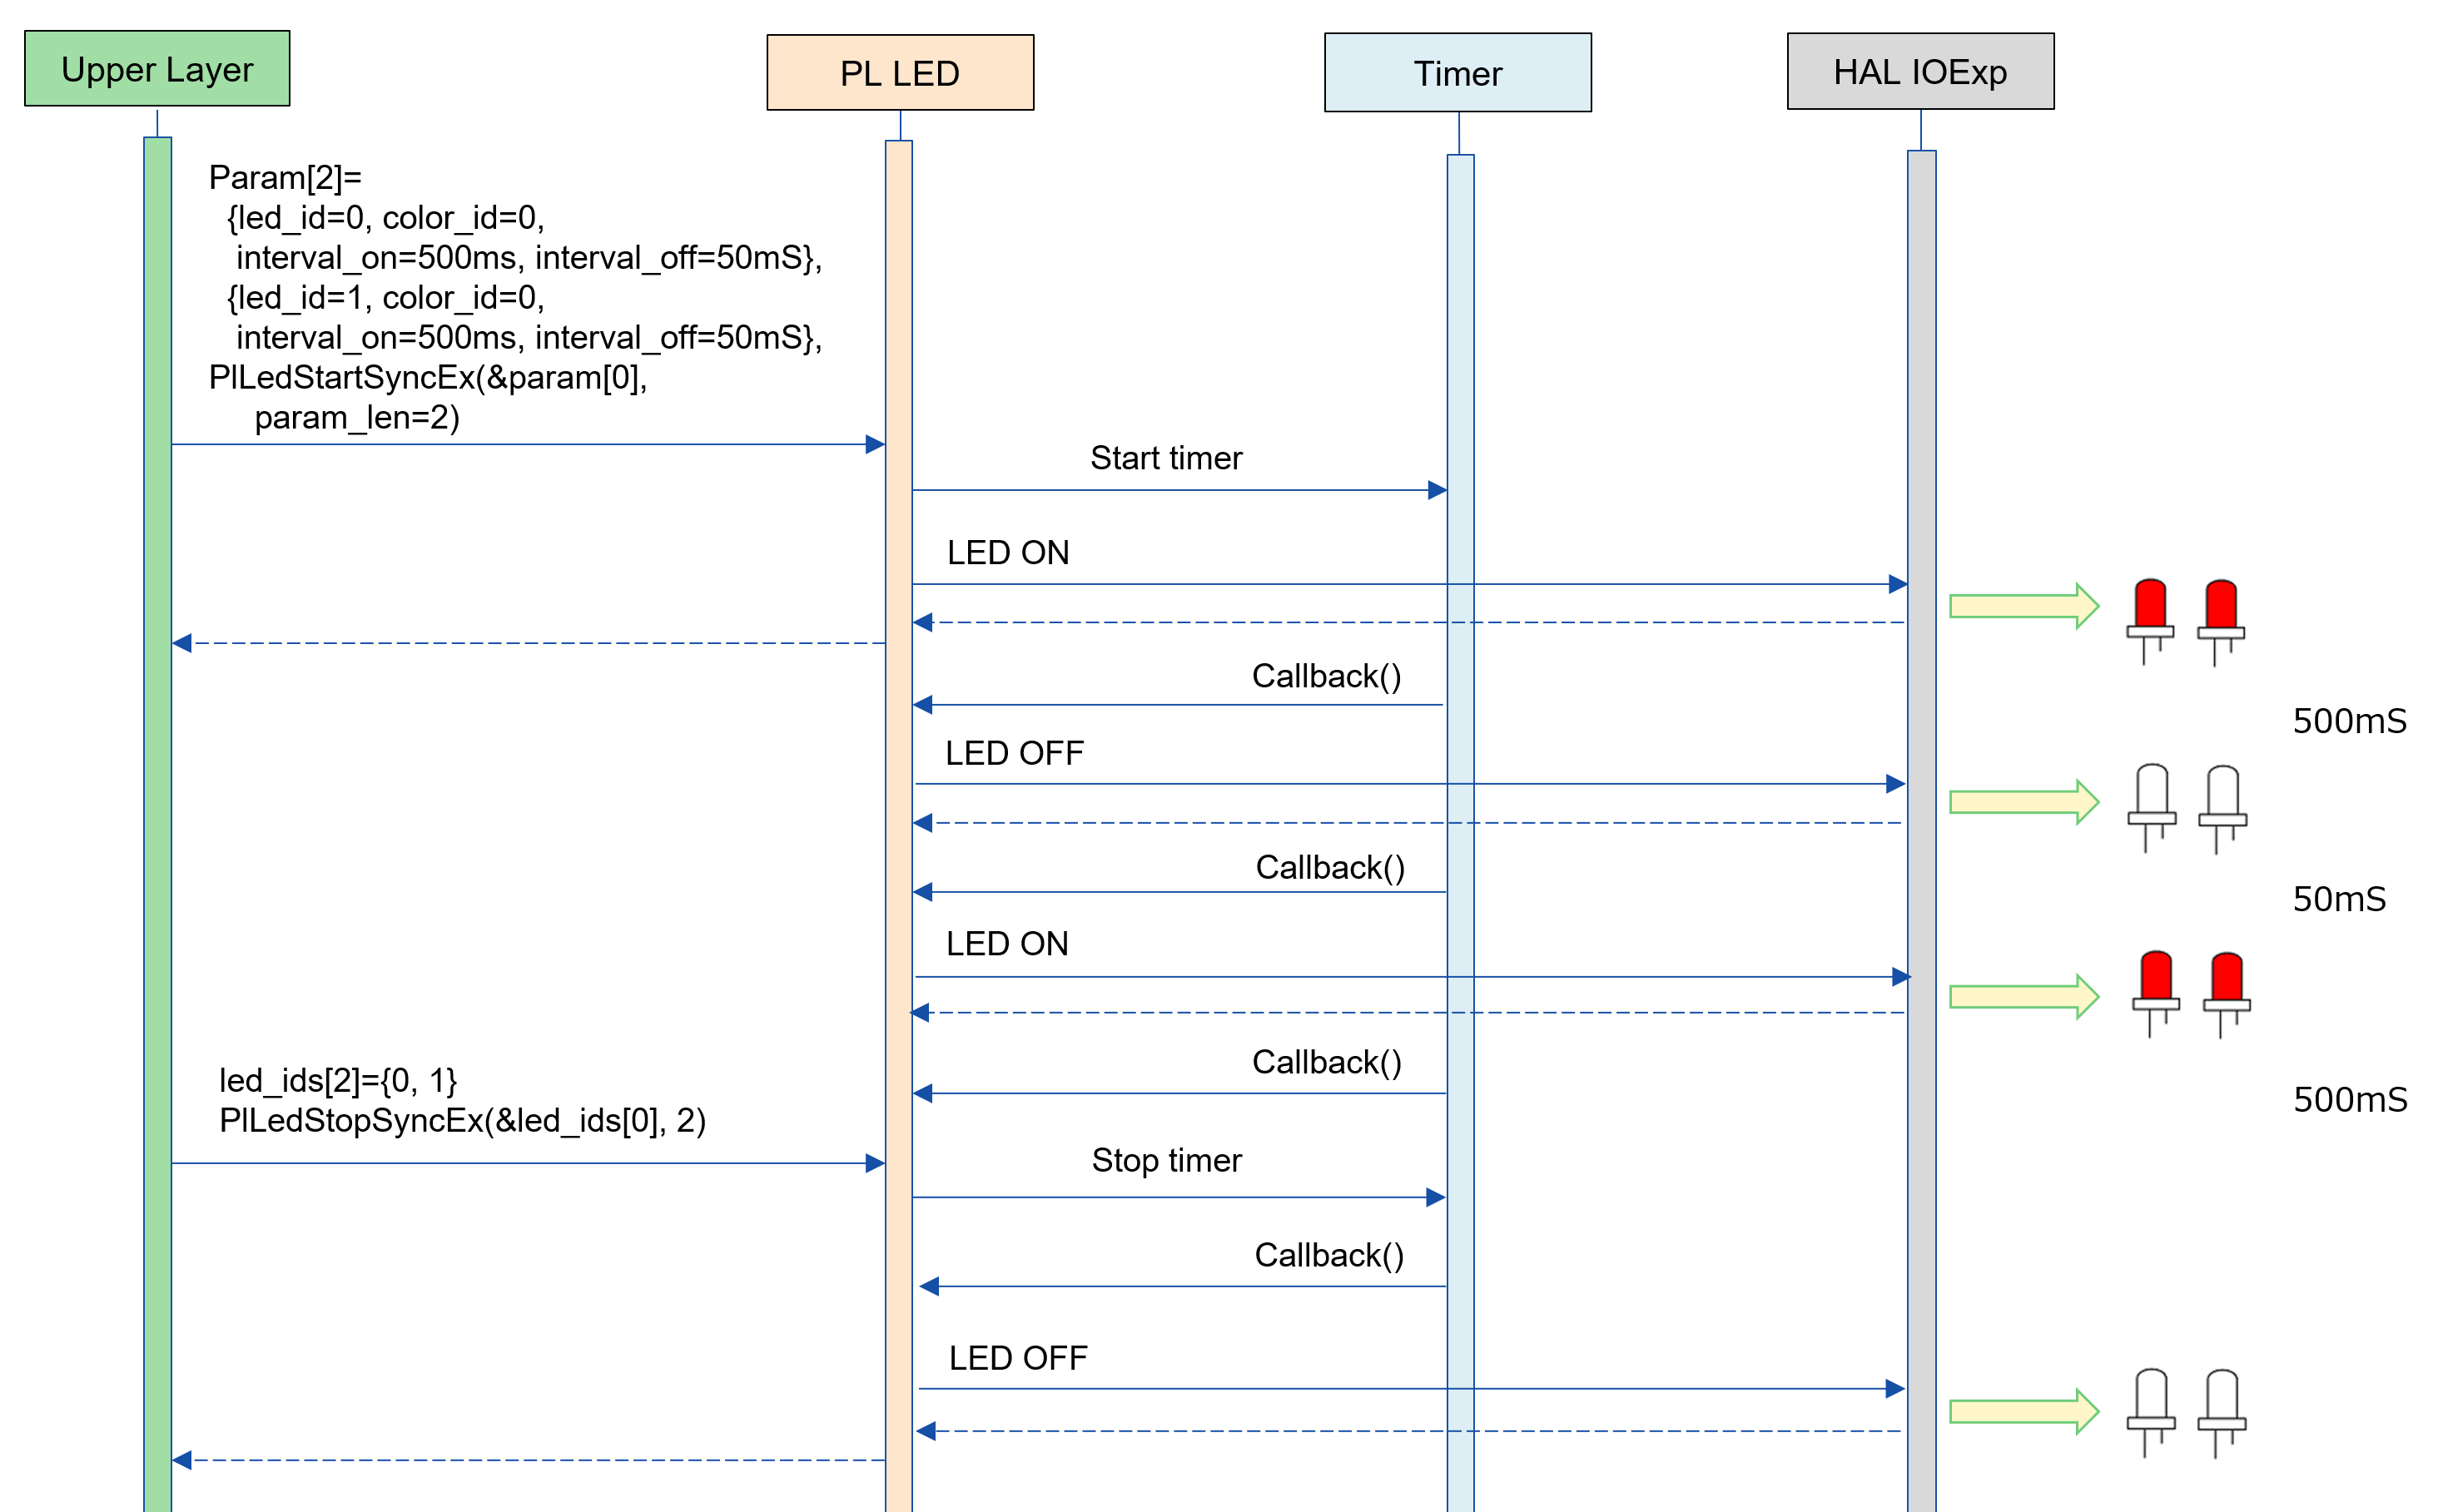 Upper Layer
PL LED
Timer
HAL IOExp
Param[2]=
{led_id=0, color_id=0,
interval_on=500ms, interval_off=50mS},
{led_id=1, color_id=0,
interval_on=500ms, interval_off=50mS},
PlLedStartSyncEx(&param[0],
param_len=2)
Start timer
LED ON
Callback()
500mS
LED OFF
Callback()
50mS
LED ON
Callback()
led_ids[2]={0, 1}
PlLedStopSyncEx(&led_ids[0], 2)
500mS
Stop timer
Callback()
LED OFF